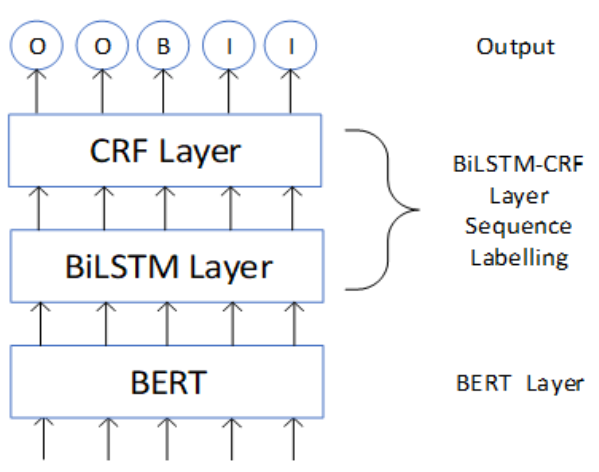 O O B I I Output
CRF Layer
BiLSTM-CRF
Layer
Sequence
Labelling
BiLSTM Layer
BERT
BERT Layer